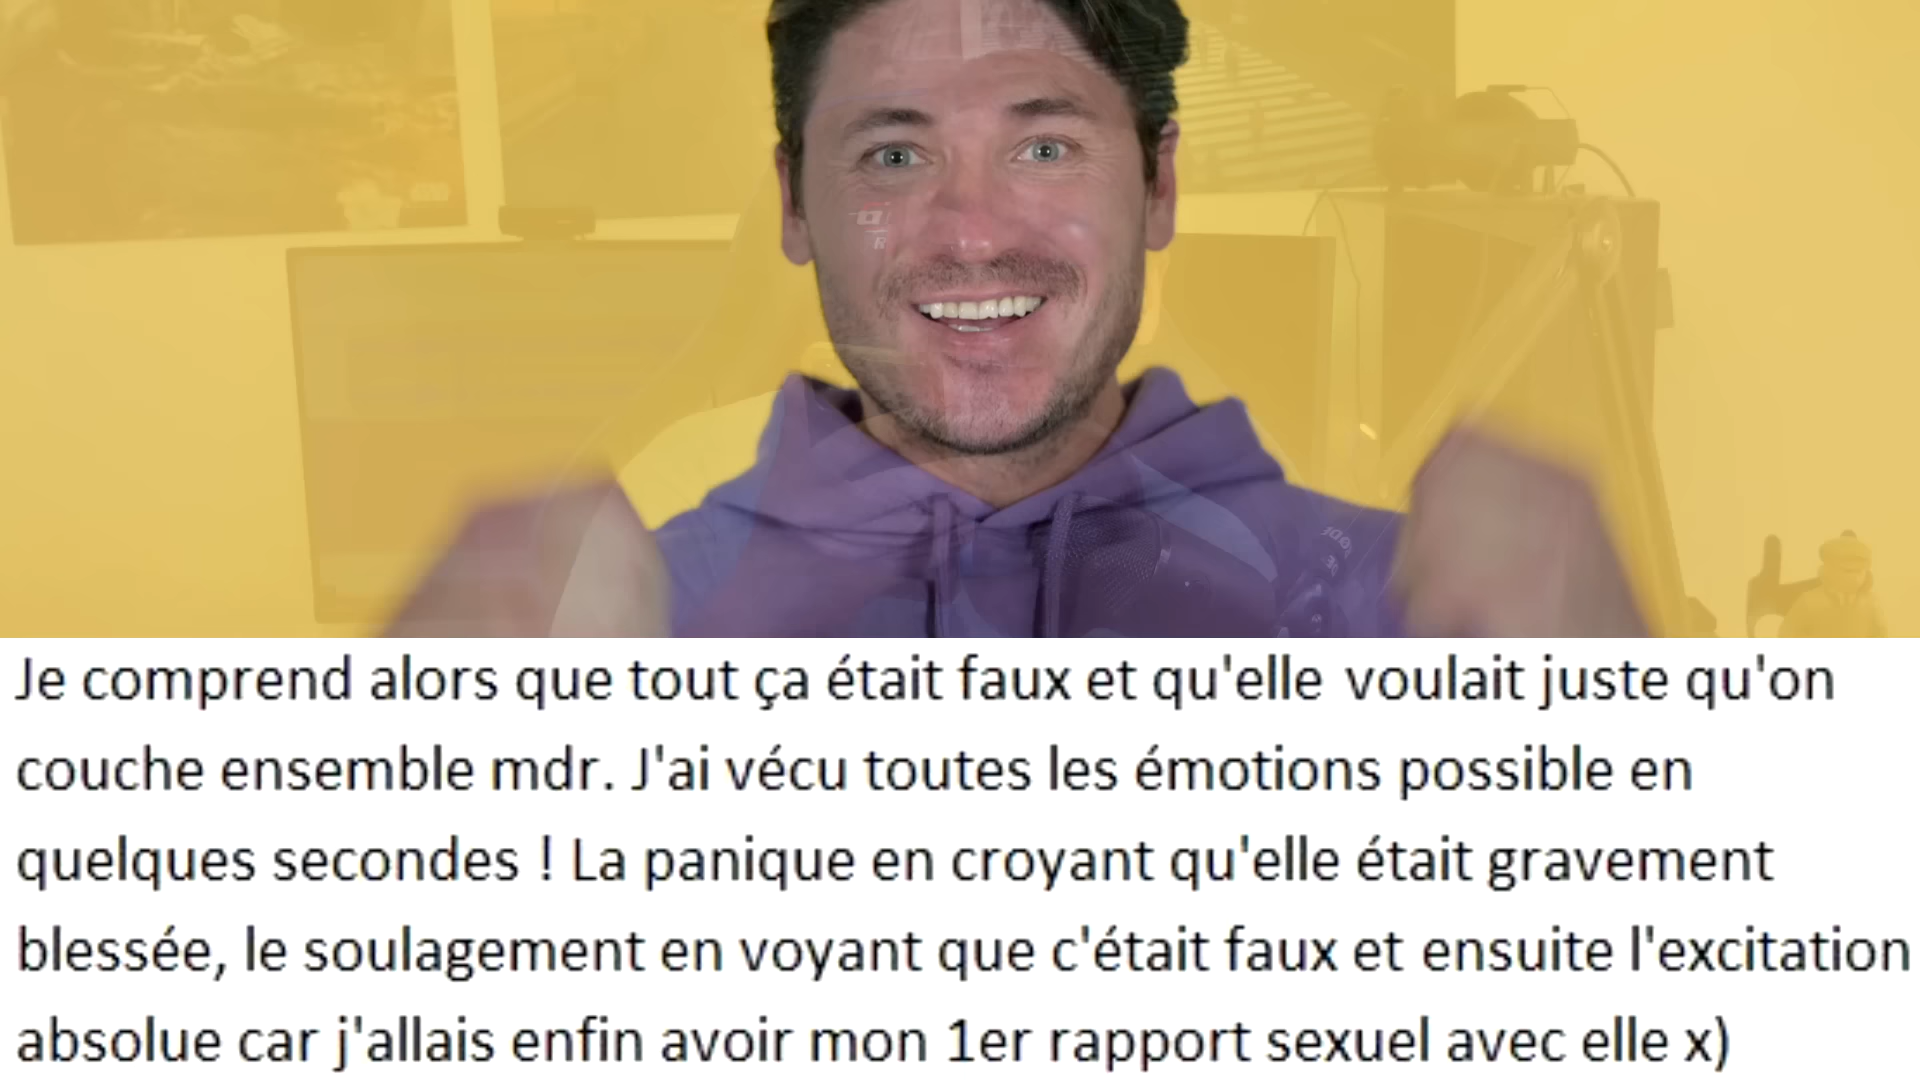 Je comprend alors que tout ça était faux et qu'elle voulait juste qu'on
couche ensemble mdr. J'ai vécu toutes les émotions possible en
quelques secondes ! La panique en croyant qu'elle était gravement
blessée, le soulagement en voyant que c'était faux et ensuite l'excitation
absolue car j'allais enfin avoir mon 1er rapport sexuel avec elle x)